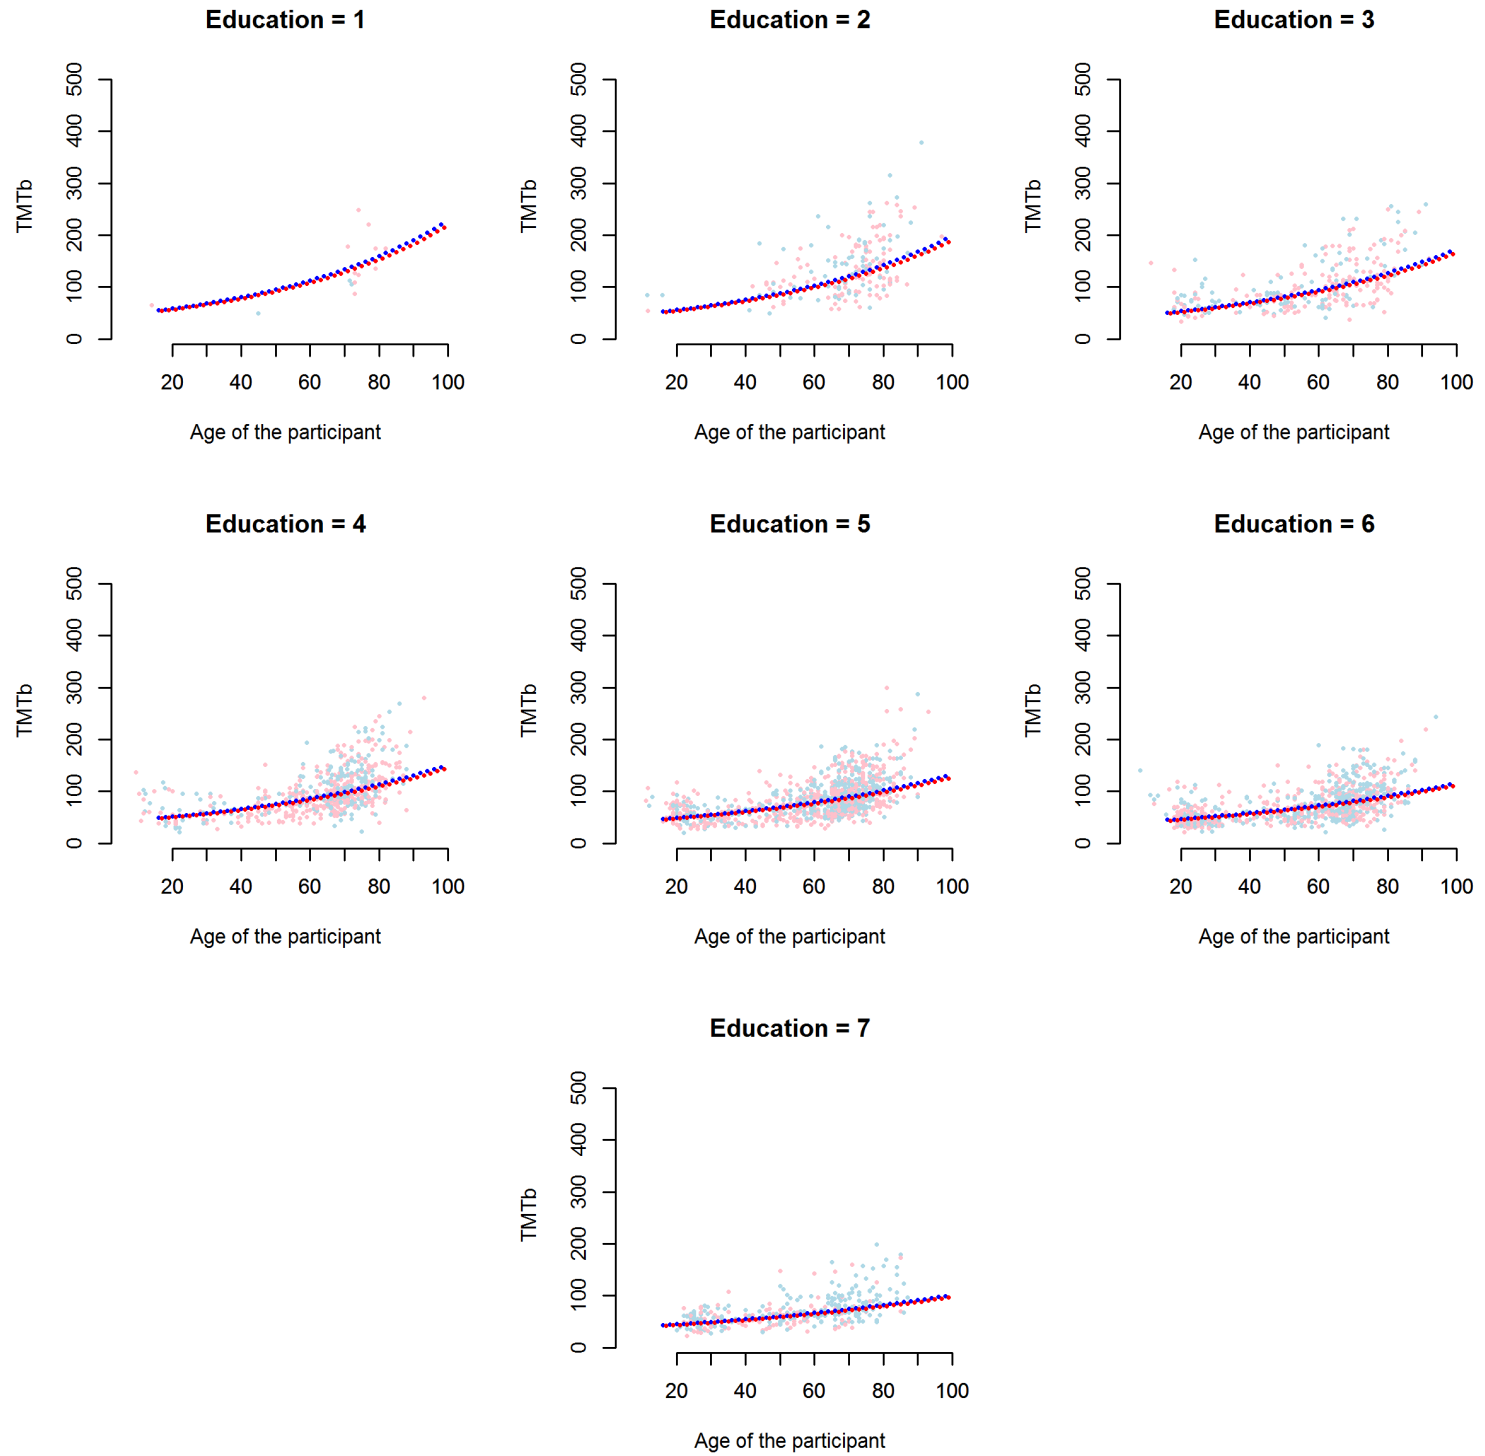 Education = 1
TMTb
0 100 200 300 400 500
20 40 60 80 100
Age of the participant
Education = 2
TMTb
0 100 200 300 400 500
20 40 60 80 100
Age of the participant
Education = 3
TMTb
0 100 200 300 400 500
20 40 60 80 100
Age of the participant
Education = 4
TMTb
0 100 200 300 400 500
20 40 60 80 100
Age of the participant
Education = 5
TMTb
0 100 200 300 400 500
20 40 60 80 100
Age of the participant
Education = 6
TMTb
0 100 200 300 400 500
20 40 60 80 100
Age of the participant
Education = 7
TMTb
0 100 200 300 400 500
20 40 60 80 100
Age of the participant